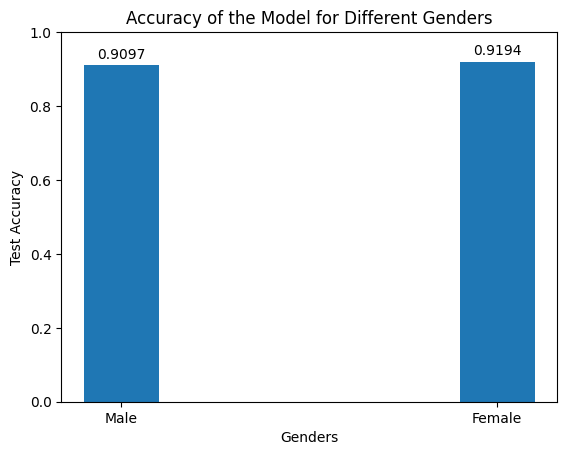 Accuracy of the Model for Different Genders
1.0
0.8
0.6
0.4
0.2
0.0
Test Accuracy
0.9097
0.9194
Male
Female
Genders